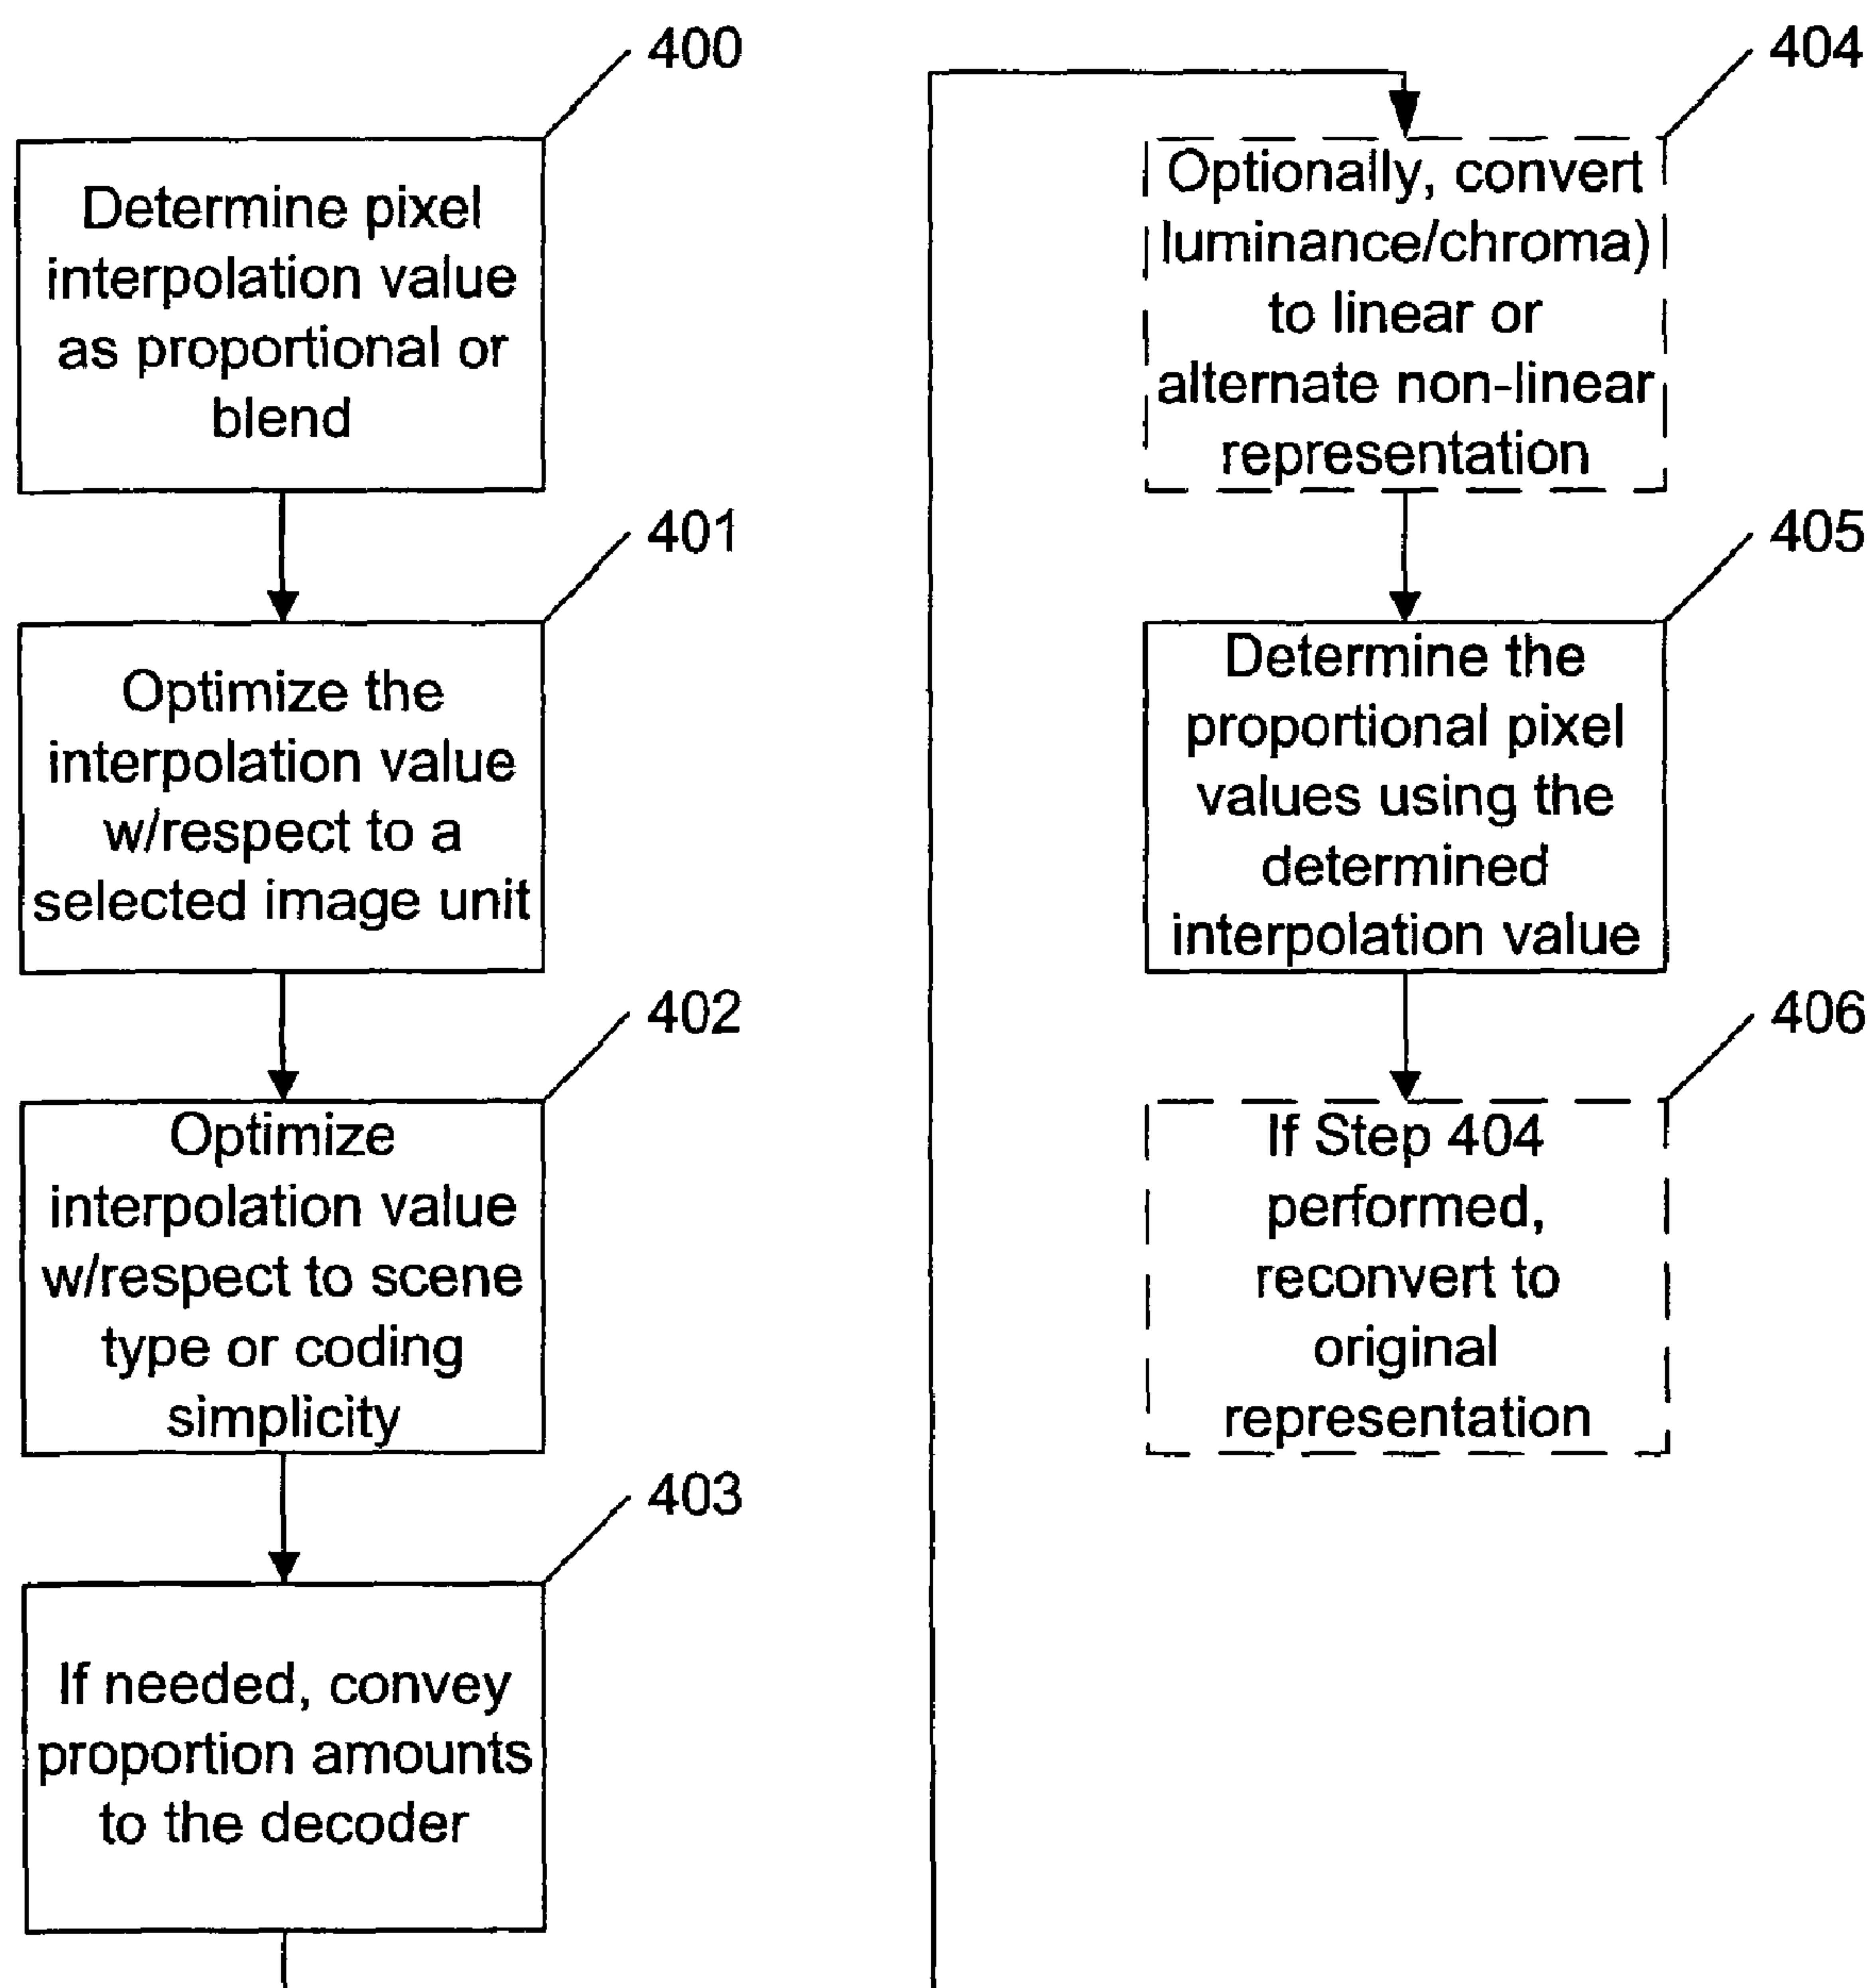 400
Determine pixel
interpolation value
as proportional or
blend
401
Optimize the
interpolation value
w/respect to a
selected image unit
402
Optimize
interpolation value
w/respect to scene
type or coding
simplicity
403
If needed, convey
proportion amounts
to the decoder
404
Optionally, convert
luminance/chroma)
to linear or
alternate non-linear
representation
405
Determine the
proportional pixel
values using the
determined
interpolation value
406
If Step 404
performed,
reconvert to
original
representation